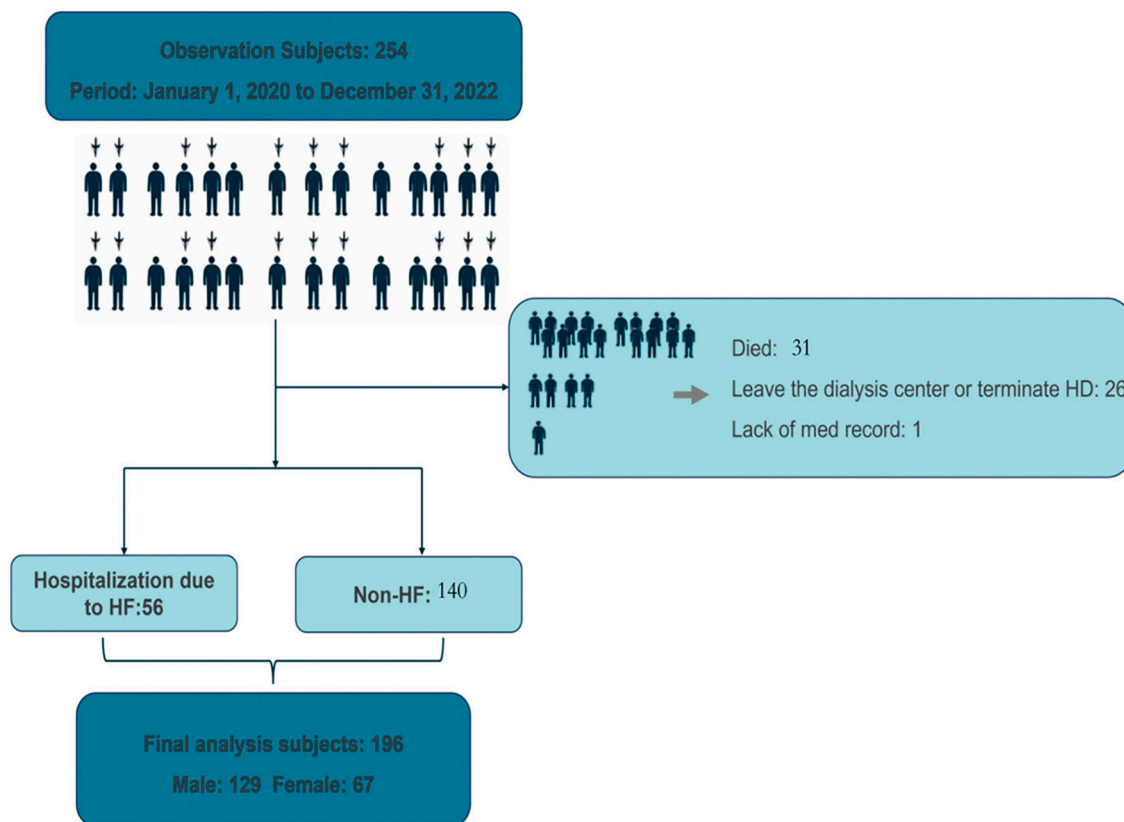 Observation Subjects: 254
Period: January 1, 2020 to December 31, 2022
Died: 31
Leave the dialysis center or terminate HD: 26
Lack of med record: 1
Hospitalization due
to HF:56
Non-HF: 140
Final analysis subjects: 196
Male: 129 Female: 67